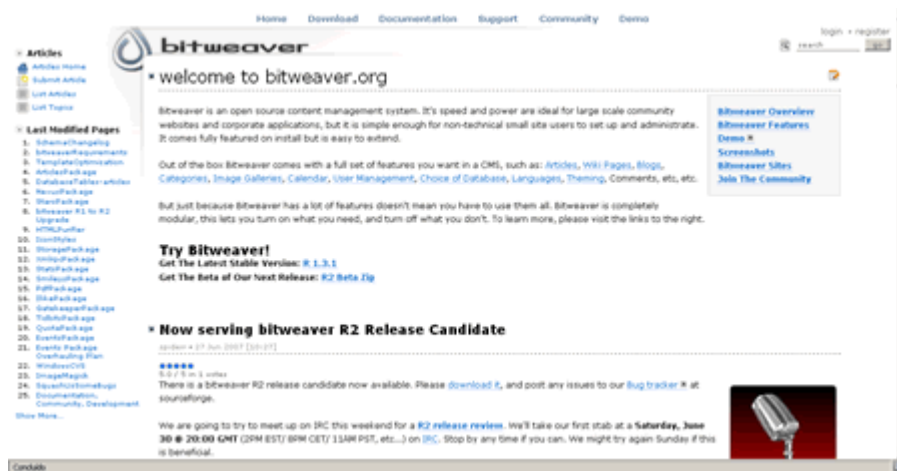 Home Download Documentation Support Community Demo
login + register
bitweaver
search go
Articles
Articles Home
Submit Article
List Articles
List Topics
Last Modified Pages
1. SchemaChangelog
2. bitweaverRequirements
3. TemplateOptimization
4. ArticlesPackage
5. DatabaseTables-articles
6. NexusPackage
7. StarsPackage
8. bitweaver R1 to R2
Upgrade
9. HTMLPurifier
10. IconStyles
11. StoragePackage
12. XmlrpcPackage
13. StatsPackage
14. SmileysPackage
15. PdfPackage
16.
17. GatekeeperPackage
18. TidbitsPackage
19. QuotaPackage
20. EventsPackage
21. Events Package
Overhauling Plan
22. WindowsCVS
23. ImageMagick
24. SquashUsSomeBugs
25. Documentation,
Community, Development
Show More...
welcome to bitweaver.org
Bitweaver is an open source content management system. It's speed and power are ideal for large scale community
websites and corporate applications, but it is simple enough for non-technical small site users to set up and administrate.
It comes fully featured on install but is easy to extend.
Out of the box Bitweaver comes with a full set of features you want in a CMS, such as: Articles, Wiki Pages, Blogs,
Categories, Image Galleries, Calendar, User Management, Choice of Database, Languages, Theming, Comments, etc, etc.
But just because Bitweaver has a lot of features doesn't mean you have to use them all. Bitweaver is completely
modular, this lets you turn on what you need, and turn off what you don't. To learn more, please visit the links to the right.
Bitweaver Overview
Bitweaver Features
Demo
Screenshots
Bitweaver Sites
Join The Community
Try Bitweaver!
Get The Latest Stable Version: R 1.3.1
Get The Beta of Our Next Release: R2 Beta Zip
Now serving bitweaver R2 Release Candidate
spiderr • 27 Jun 2007 [10:27]
5.0 / 5 in 1 votes
There is a bitweaver R2 release candidate now available. Please download it, and post any issues to our Bug tracker at
sourceforge.
We are going to try to meet up on IRC this weekend for a R2 release review. We'll take our first stab at a Saturday, June
30 @ 20:00 GMT (2PM EST/ 8PM CET/ 11AM PST, etc...) on IRC. Stop by any time if you can. We might try again Sunday if this
is beneficial.
Concluído